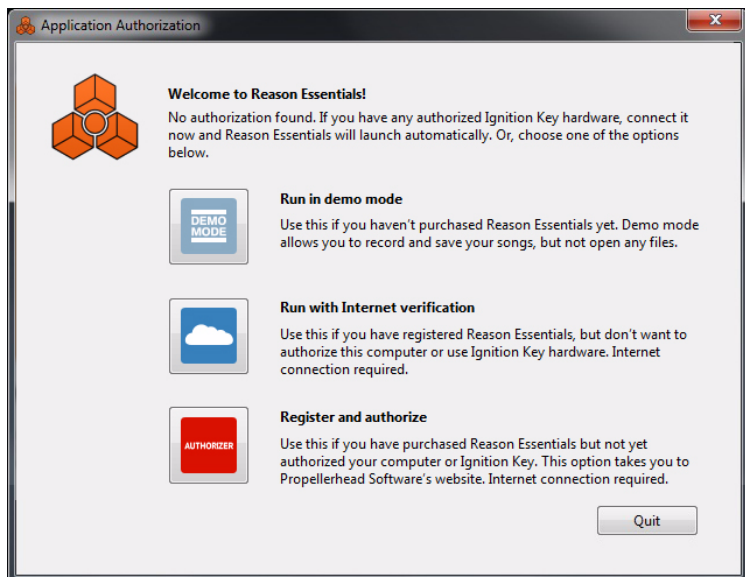 Application Authorization
Welcome to Reason Essentials!
No authorization found. If you have any authorized Ignition Key hardware, connect it
now and Reason Essentials will launch automatically. Or, choose one of the options
below.
DEMO
MODE
Run in demo mode
Use this if you haven't purchased Reason Essentials yet. Demo mode
allows you to record and save your songs, but not open any files.
Run with Internet verification
Use this if you have registered Reason Essentials, but don't want to
authorize this computer or use Ignition Key hardware. Internet
connection required.
AUTHORIZER
Register and authorize
Use this if you have purchased Reason Essentials but not yet
authorized your computer or Ignition Key. This option takes you to
Propellerhead Software's website. Internet connection required.
Quit